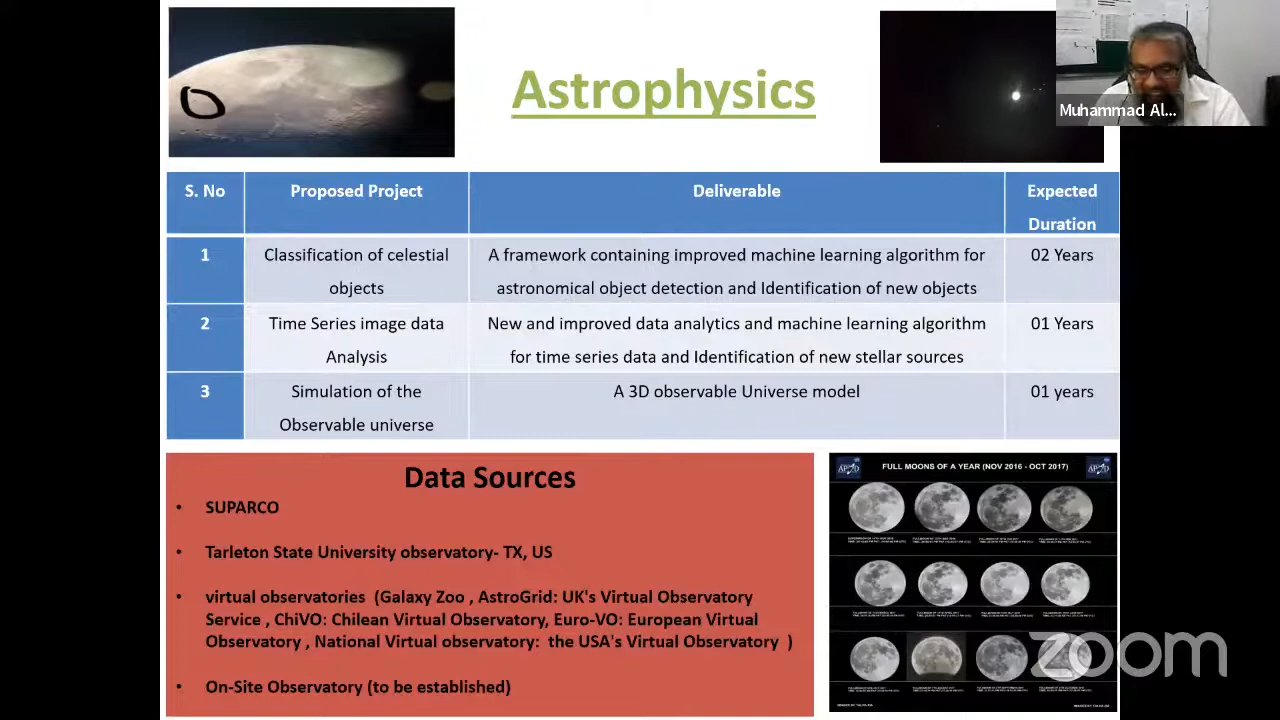 Astrophysics
Muhammad Al...
S. No
Proposed Project
Deliverable
Expected
Duration
1
Classification of celestial
objects
A framework containing improved machine learning algorithm for
astronomical object detection and Identification of new objects
02 Years
2
Time Series image data
Analysis
New and improved data analytics and machine learning algorithm
for time series data and Identification of new stellar sources
01 Years
3
Simulation of the
Observable universe
A 3D observable Universe model
01 years
Data Sources
• SUPARCO
• Tarleton State University observatory- TX, US
• virtual observatories (Galaxy Zoo , AstroGrid: UK's Virtual Observatory
Service , ChiVO: Chilean Virtual Observatory, Euro-VO: European Virtual
Observatory , National Virtual observatory: the USA's Virtual Observatory )
• On-Site Observatory (to be established)
FULL MOONS OF A YEAR (NOV 2016 - OCT 2017)
zoom